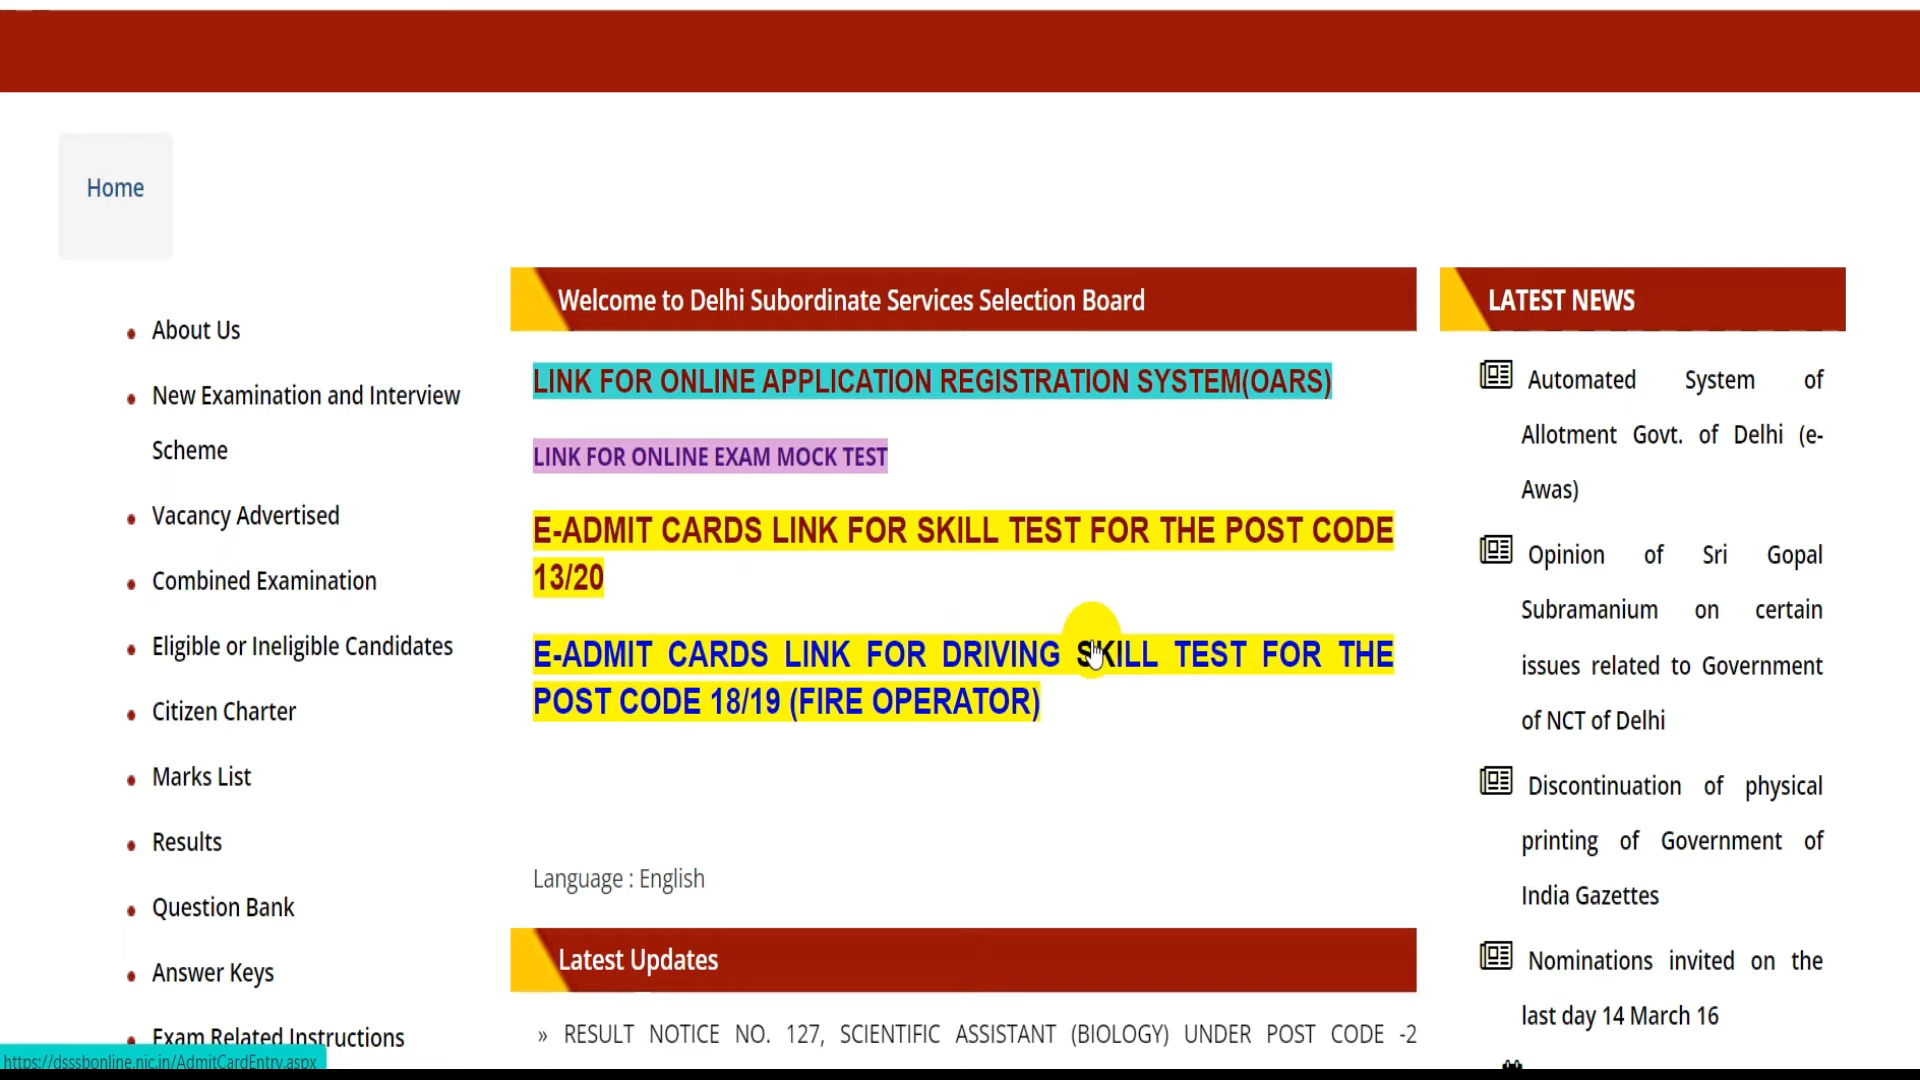 Home
About Us
New Examination and Interview
Scheme
Vacancy Advertised
Combined Examination
Eligible or Ineligible Candidates
Citizen Charter
Marks List
Results
Question Bank
Answer Keys
Exam Related Instructions
https://dsssbonline.nic.in/AdmitCardEntry.aspx
Welcome to Delhi Subordinate Services Selection Board
LINK FOR ONLINE APPLICATION REGISTRATION SYSTEM(OARS)
LINK FOR ONLINE EXAM MOCK TEST
E-ADMIT CARDS LINK FOR SKILL TEST FOR THE POST CODE
13/20
E-ADMIT CARDS LINK FOR DRIVING SKILL TEST FOR THE
POST CODE 18/19 (FIRE OPERATOR)
Language : English
Latest Updates
» RESULT NOTICE NO. 127, SCIENTIFIC ASSISTANT (BIOLOGY) UNDER POST CODE -2
LATEST NEWS
Automated System of
Allotment Govt. of Delhi (e-
Awas)
Opinion of Sri Gopal
Subramanium on certain
issues related to Government
of NCT of Delhi
Discontinuation of physical
printing of Government of
India Gazettes
Nominations invited on the
last day 14 March 16